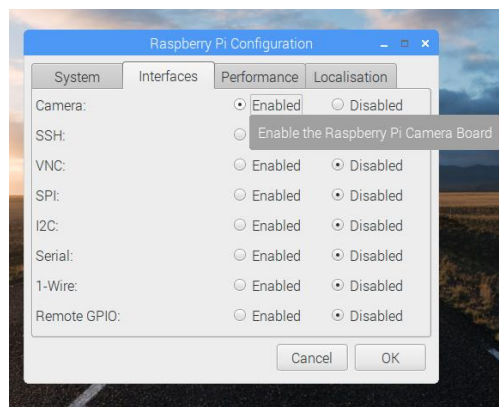 Raspberry Pi Configuration
System Interfaces Performance Localisation
Camera: Enabled Disabled
SSH: Enable the Raspberry Pi Camera Board
VNC: Enabled Disabled
SPI: Enabled Disabled
I2C: Enabled Disabled
Serial: Enabled Disabled
1-Wire: Enabled Disabled
Remote GPIO: Enabled Disabled
Cancel OK